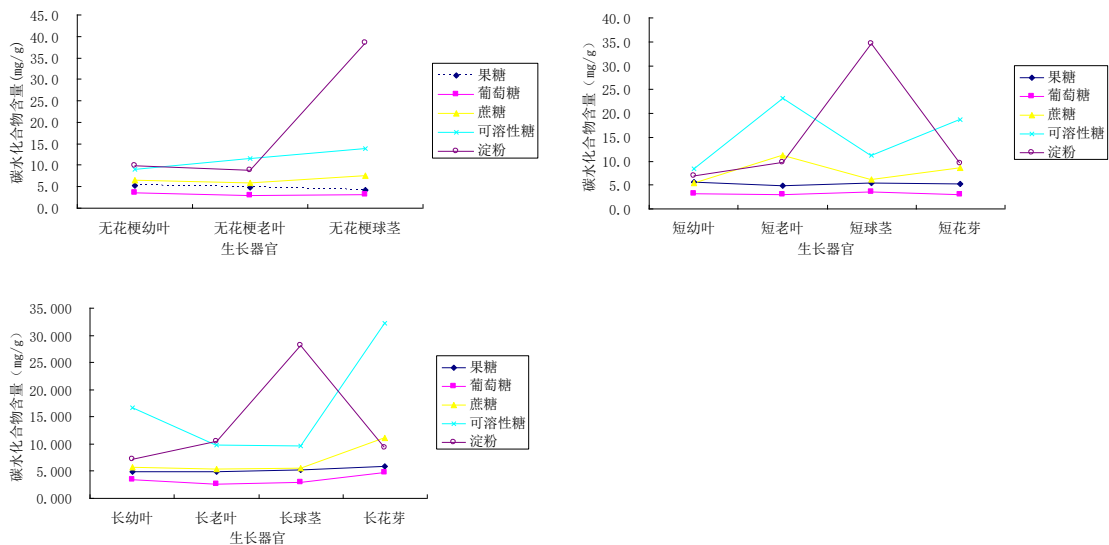 碳水化合物含量(mg/g)
45.0
40.0
35.0
30.0
25.0
20.0
15.0
10.0
5.0
0.0
无花梗幼叶 无花梗老叶 无花梗球茎
生长器官
果糖
葡萄糖
蔗糖
可溶性糖
淀粉
碳水化合物含量（mg/g）
40.0
35.0
30.0
25.0
20.0
15.0
10.0
5.0
0.0
短幼叶 短老叶 短球茎 短花芽
生长器官
果糖
葡萄糖
蔗糖
可溶性糖
淀粉
碳水化合物含量（mg/g）
35.000
30.000
25.000
20.000
15.000
10.000
5.000
0.000
长幼叶 长老叶 长球茎 长花芽
生长器官
果糖
葡萄糖
蔗糖
可溶性糖
淀粉